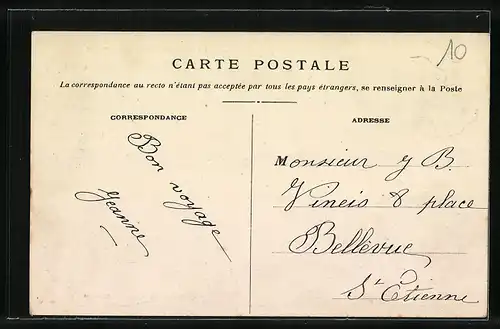 10
CARTE POSTALE
La correspondance au recto n'étant pas acceptée par tous les pays étrangers, se renseigner à la Poste
CORRESPONDANCE
Bon voyage
Jeanne
ADRESSE
Monsieur J B.
Vineis 8 place
Bellevue
St Etienne